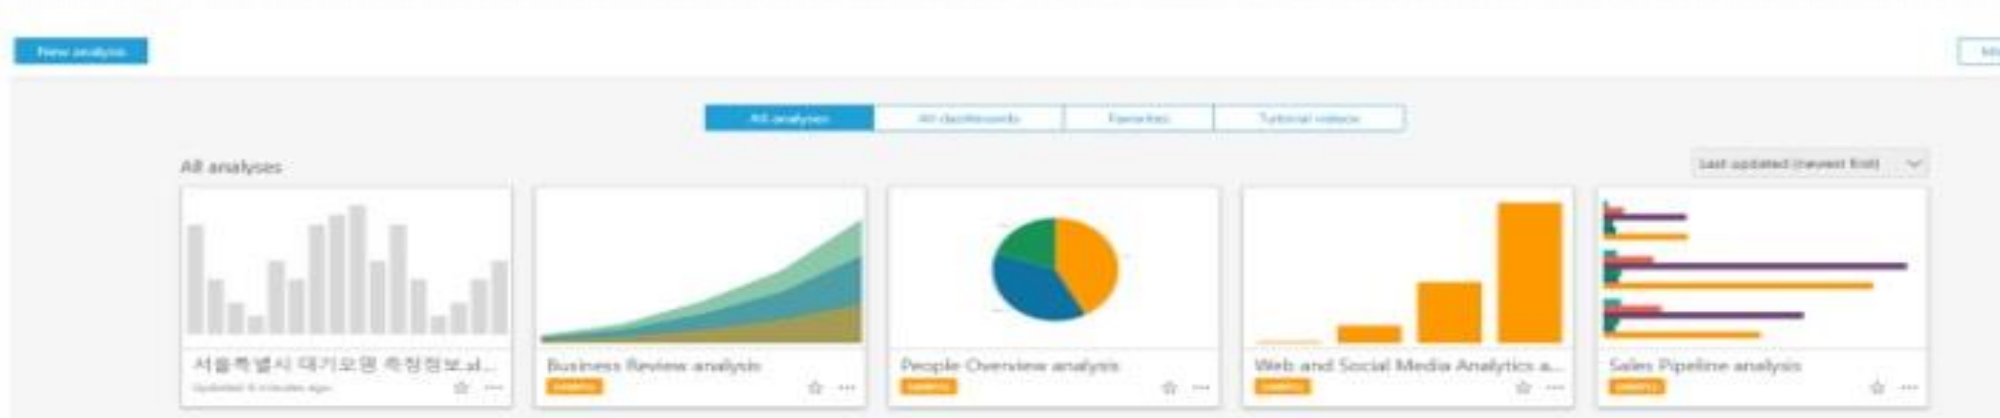 New analysis
All analyses
All dashboards
Favorites
Tutorial videos
All analyses
Last updated (newest first)
서울특별시 대기오염 측정정보.xl...
Updated 6 minutes ago
Business Review analysis
SAMPLE
People Overview analysis
SAMPLE
Web and Social Media Analytics a...
SAMPLE
Sales Pipeline analysis
SAMPLE